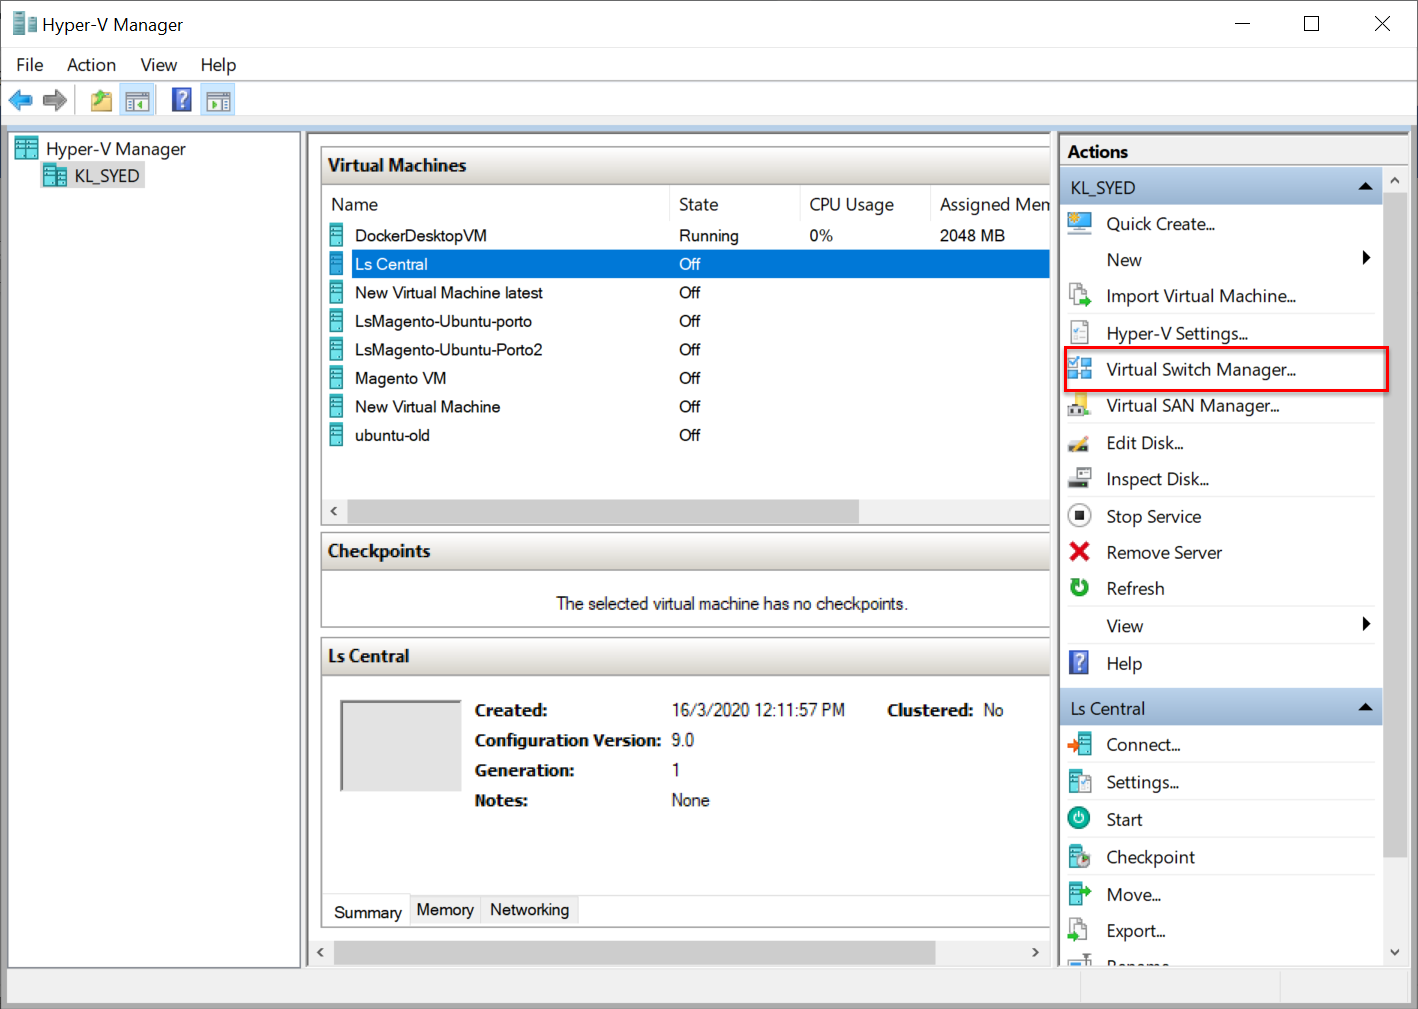 Hyper-V Manager
File Action View Help
Hyper-V Manager
KL_SYED
Virtual Machines
Name State CPU Usage Assigned Mem
DockerDesktopVM Running 0% 2048 MB
Ls Central Off
New Virtual Machine latest Off
LsMagento-Ubuntu-porto Off
LsMagento-Ubuntu-Porto2 Off
Magento VM Off
New Virtual Machine Off
ubuntu-old Off
Checkpoints
The selected virtual machine has no checkpoints.
Ls Central
Created: 16/3/2020 12:11:57 PM Clustered: No
Configuration Version: 9.0
Generation: 1
Notes: None
Summary Memory Networking
Actions
KL_SYED
Quick Create...
New
Import Virtual Machine...
Hyper-V Settings...
Virtual Switch Manager...
Virtual SAN Manager...
Edit Disk...
Inspect Disk...
Stop Service
Remove Server
Refresh
View
Help
Ls Central
Connect...
Settings...
Start
Checkpoint
Move...
Export...
Rename...